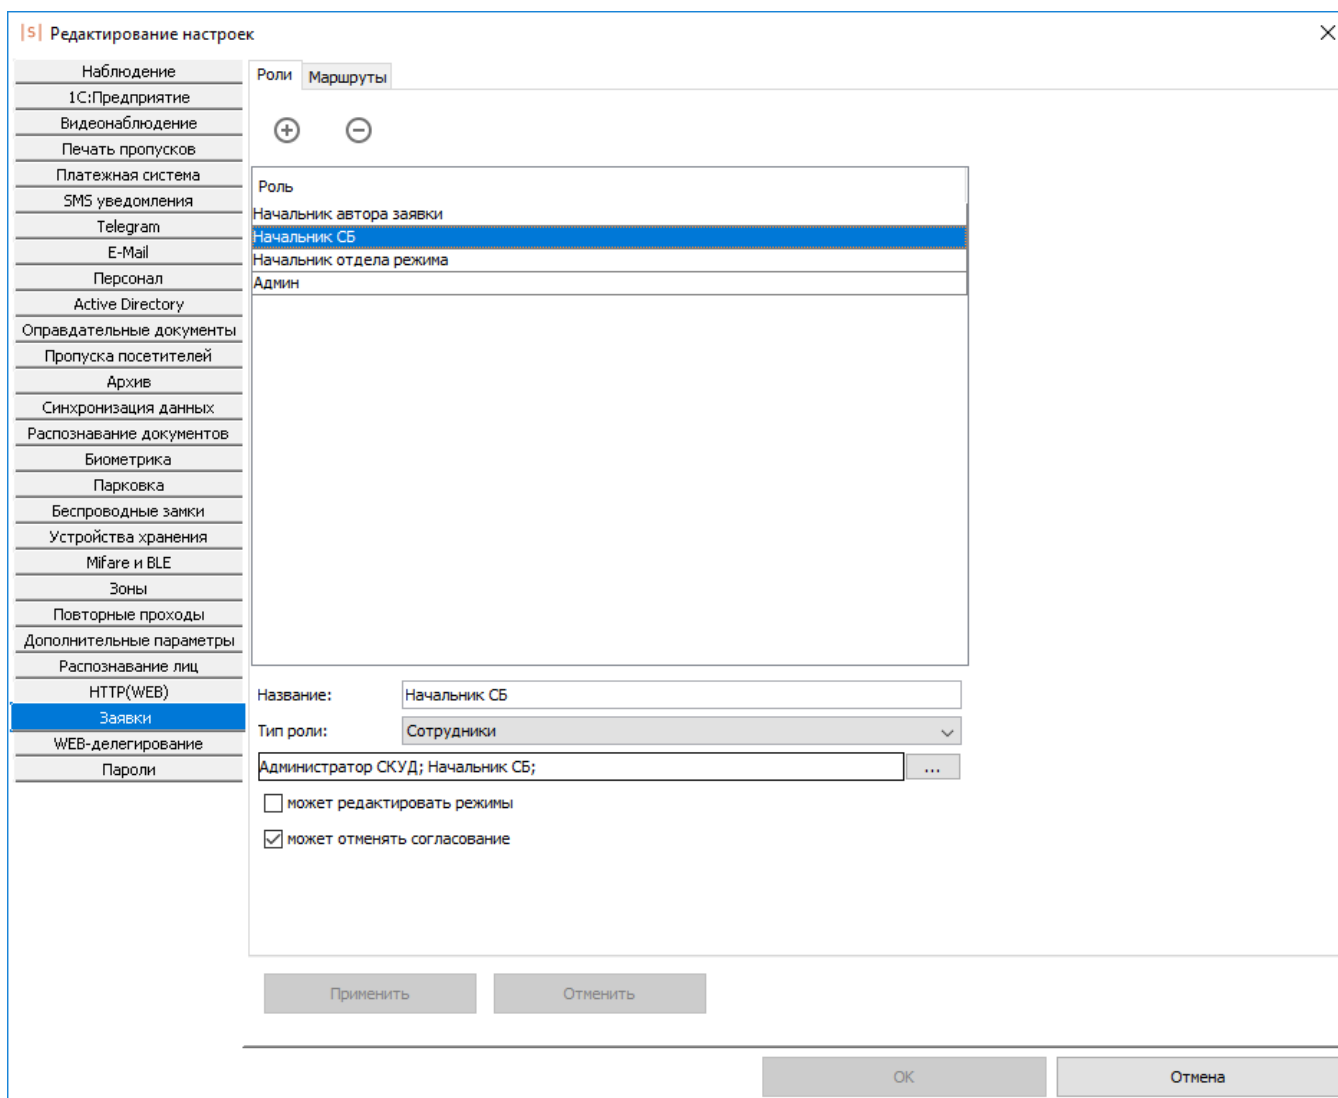 |S| Редактирование настроек
Наблюдение
1С:Предприятие
Видеонаблюдение
Печать пропусков
Платежная система
SMS уведомления
Telegram
E-Mail
Персонал
Active Directory
Оправдательные документы
Пропуска посетителей
Архив
Синхронизация данных
Распознавание документов
Биометрика
Парковка
Беспроводные замки
Устройства хранения
Mifare и BLE
Зоны
Повторные проходы
Дополнительные параметры
Распознавание лиц
HTTP(WEB)
Заявки
WEB-делегирование
Пароли
Роли Маршруты
Роль
Начальник автора заявки
Начальник СБ
Начальник отдела режима
Админ
Название: Начальник СБ
Тип роли: Сотрудники
Администратор СКУД; Начальник СБ; ...
может редактировать режимы
может отменять согласование
Применить Отменить
OK Отмена